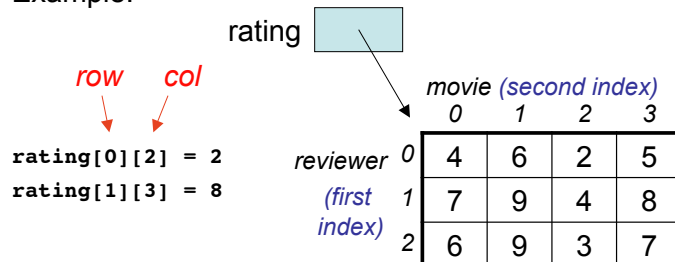 Example:
rating
row col
rating[0][2] = 2
rating[1][3] = 8
movie (second index)
0 1 2 3
reviewer 0 4 6 2 5
(first 1 7 9 4 8
index)
2 6 9 3 7